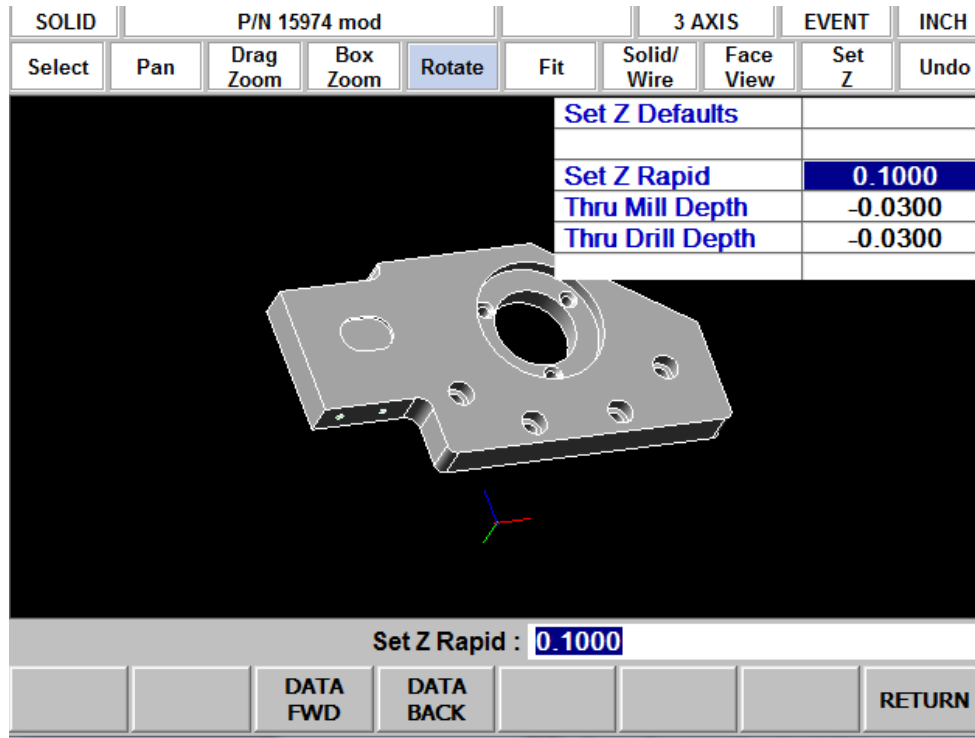 SOLID P/N 15974 mod 3 AXIS EVENT INCH
Select Pan Drag Zoom Box Zoom Rotate Fit Solid/ Wire Face View Set Z Undo
Set Z Defaults
Set Z Rapid 0.1000
Thru Mill Depth -0.0300
Thru Drill Depth -0.0300
Set Z Rapid : 0.1000
DATA FWD DATA BACK RETURN